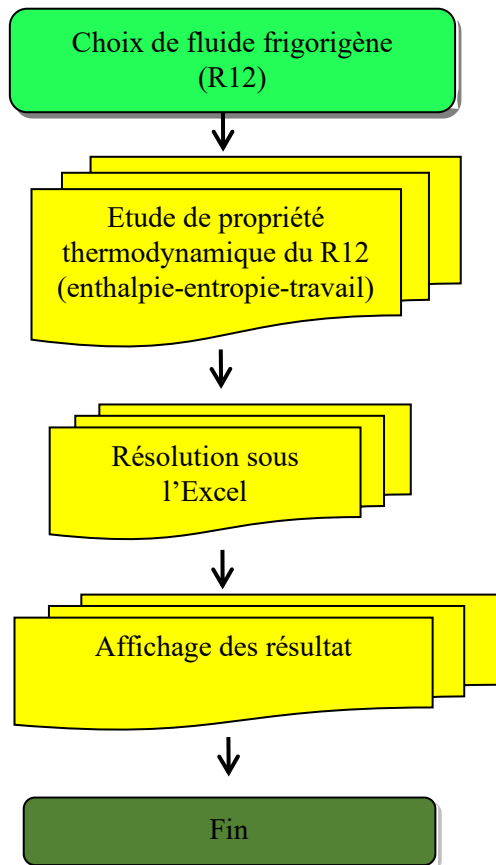 Choix de fluide frigorigène
(R12)
Etude de propriété
thermodynamique du R12
(enthalpie-entropie-travail)
Résolution sous
l’Excel
Affichage des résultat
Fin